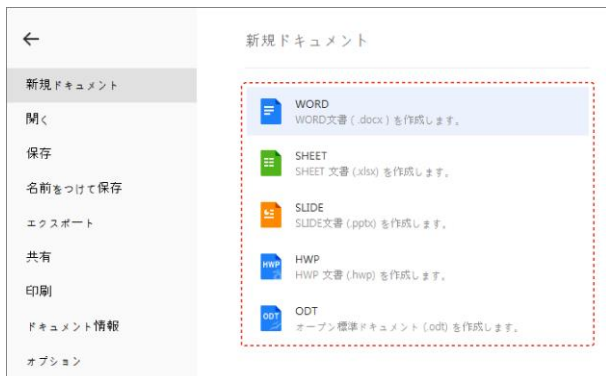 新規ドキュメント
新規ドキュメント
開く
保存
名前をつけて保存
エクスポート
共有
印刷
ドキュメント情報
オプション
WORD
WORD文書 ( .docx ) を作成します。
SHEET
SHEET 文書 (.xlsx) を作成します。
SLIDE
SLIDE文書 (.pptx) を作成します。
HWP
HWP
HWP 文書 (.hwp) を作成します。
ODT
ODT
オープン標準ドキュメント (.odt) を作成します。